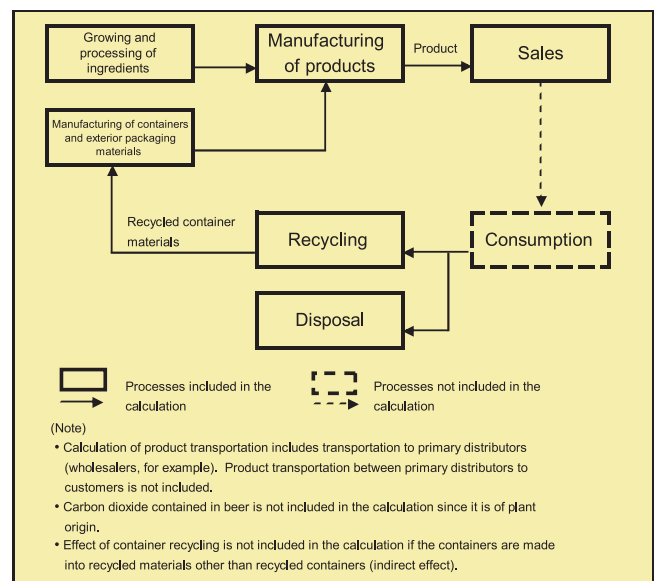 Growing and
processing of
ingredients
Manufacturing
of products
Product
Sales
Manufacturing of containers
and exterior packaging
materials
Recycled container
materials
Recycling
Consumption
Disposal
Processes included in the
calculation
Processes not included in the
calculation
(Note)
• Calculation of product transportation includes transportation to primary distributors
(wholesalers, for example). Product transportation between primary distributors to
customers is not included.
• Carbon dioxide contained in beer is not included in the calculation since it is of plant
origin.
• Effect of container recycling is not included in the calculation if the containers are made
into recycled materials other than recycled containers (indirect effect).